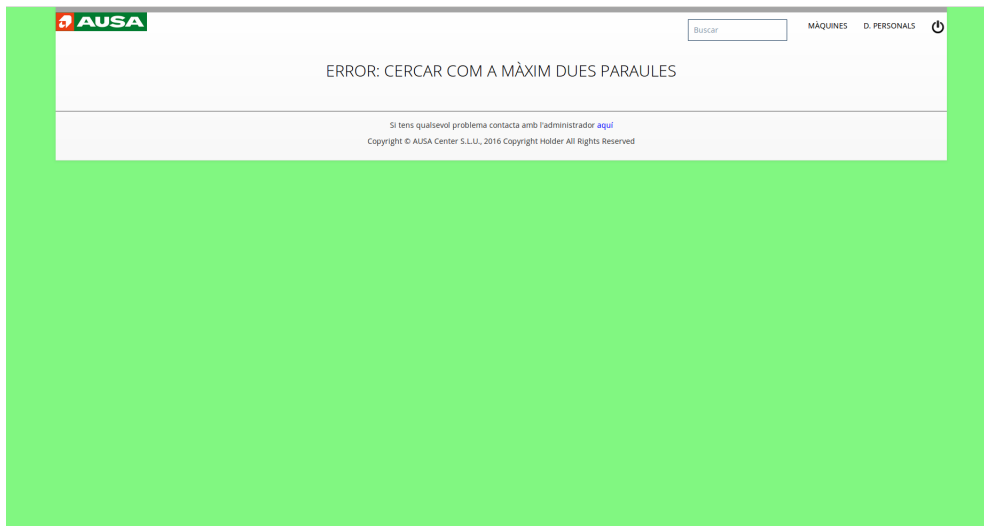 AUSA
Buscar
MÀQUINES
D. PERSONALS
ERROR: CERCAR COM A MÀXIM DUES PARAULES
Si tens qualsevol problema contacta amb l'administrador aquí
Copyright © AUSA Center S.L.U., 2016 Copyright Holder All Rights Reserved